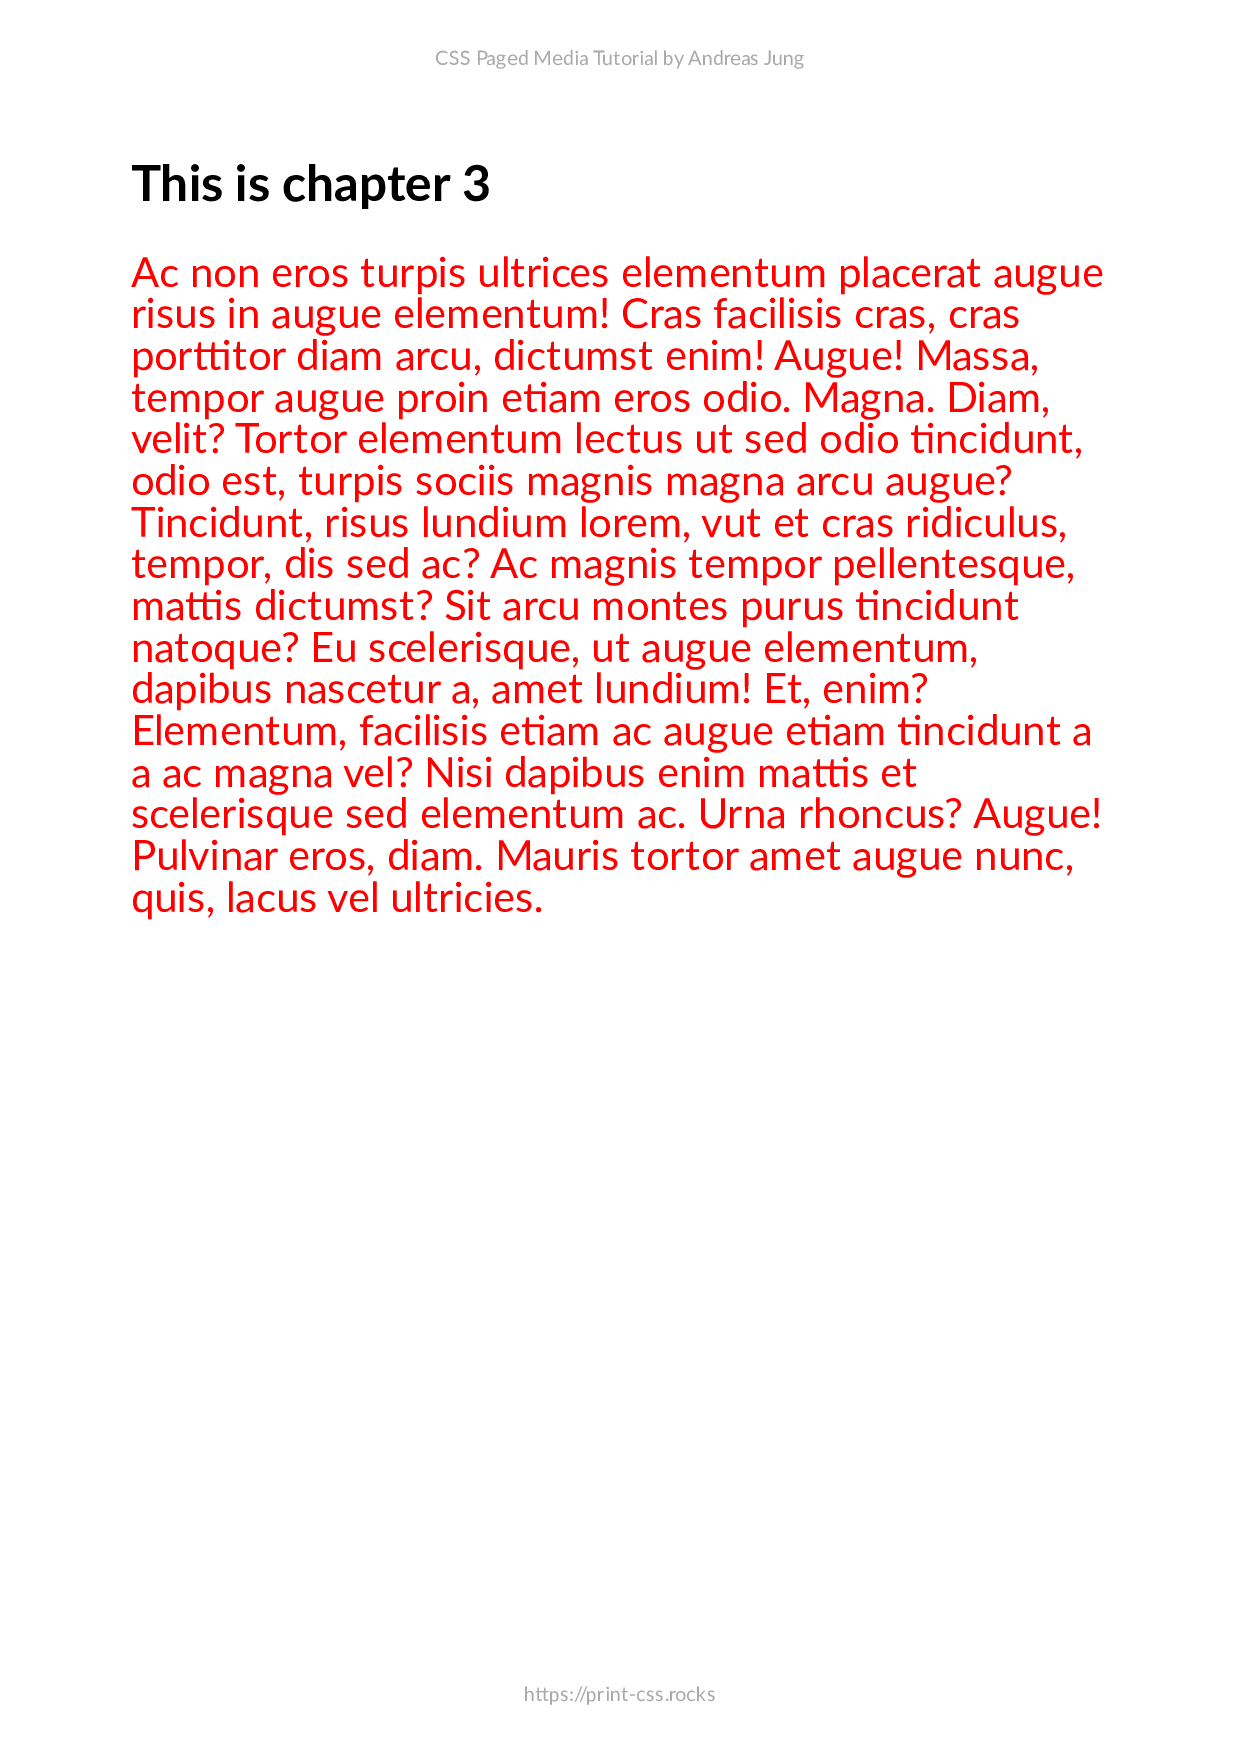 CSS Paged Media Tutorial by Andreas Jung
This is chapter 3
Ac non eros turpis ultrices elementum placerat augue
risus in augue elementum! Cras facilisis cras, cras
porttitor diam arcu, dictumst enim! Augue! Massa,
tempor augue proin etiam eros odio. Magna. Diam,
velit? Tortor elementum lectus ut sed odio tincidunt,
odio est, turpis sociis magnis magna arcu augue?
Tincidunt, risus lundium lorem, vut et cras ridiculus,
tempor, dis sed ac? Ac magnis tempor pellentesque,
mattis dictumst? Sit arcu montes purus tincidunt
natoque? Eu scelerisque, ut augue elementum,
dapibus nascetur a, amet lundium! Et, enim?
Elementum, facilisis etiam ac augue etiam tincidunt a
a ac magna vel? Nisi dapibus enim mattis et
scelerisque sed elementum ac. Urna rhoncus? Augue!
Pulvinar eros, diam. Mauris tortor amet augue nunc,
quis, lacus vel ultricies.
https://print-css.rocks